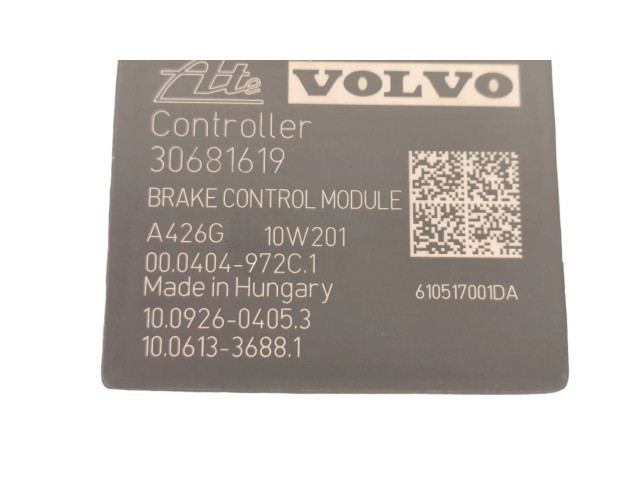 Ate VOLVO
Controller
30681619
BRAKE CONTROL MODULE
A426G 10W201
00.0404-972C.1
Made in Hungary
610517001DA
10.0926-0405.3
10.0613-3688.1